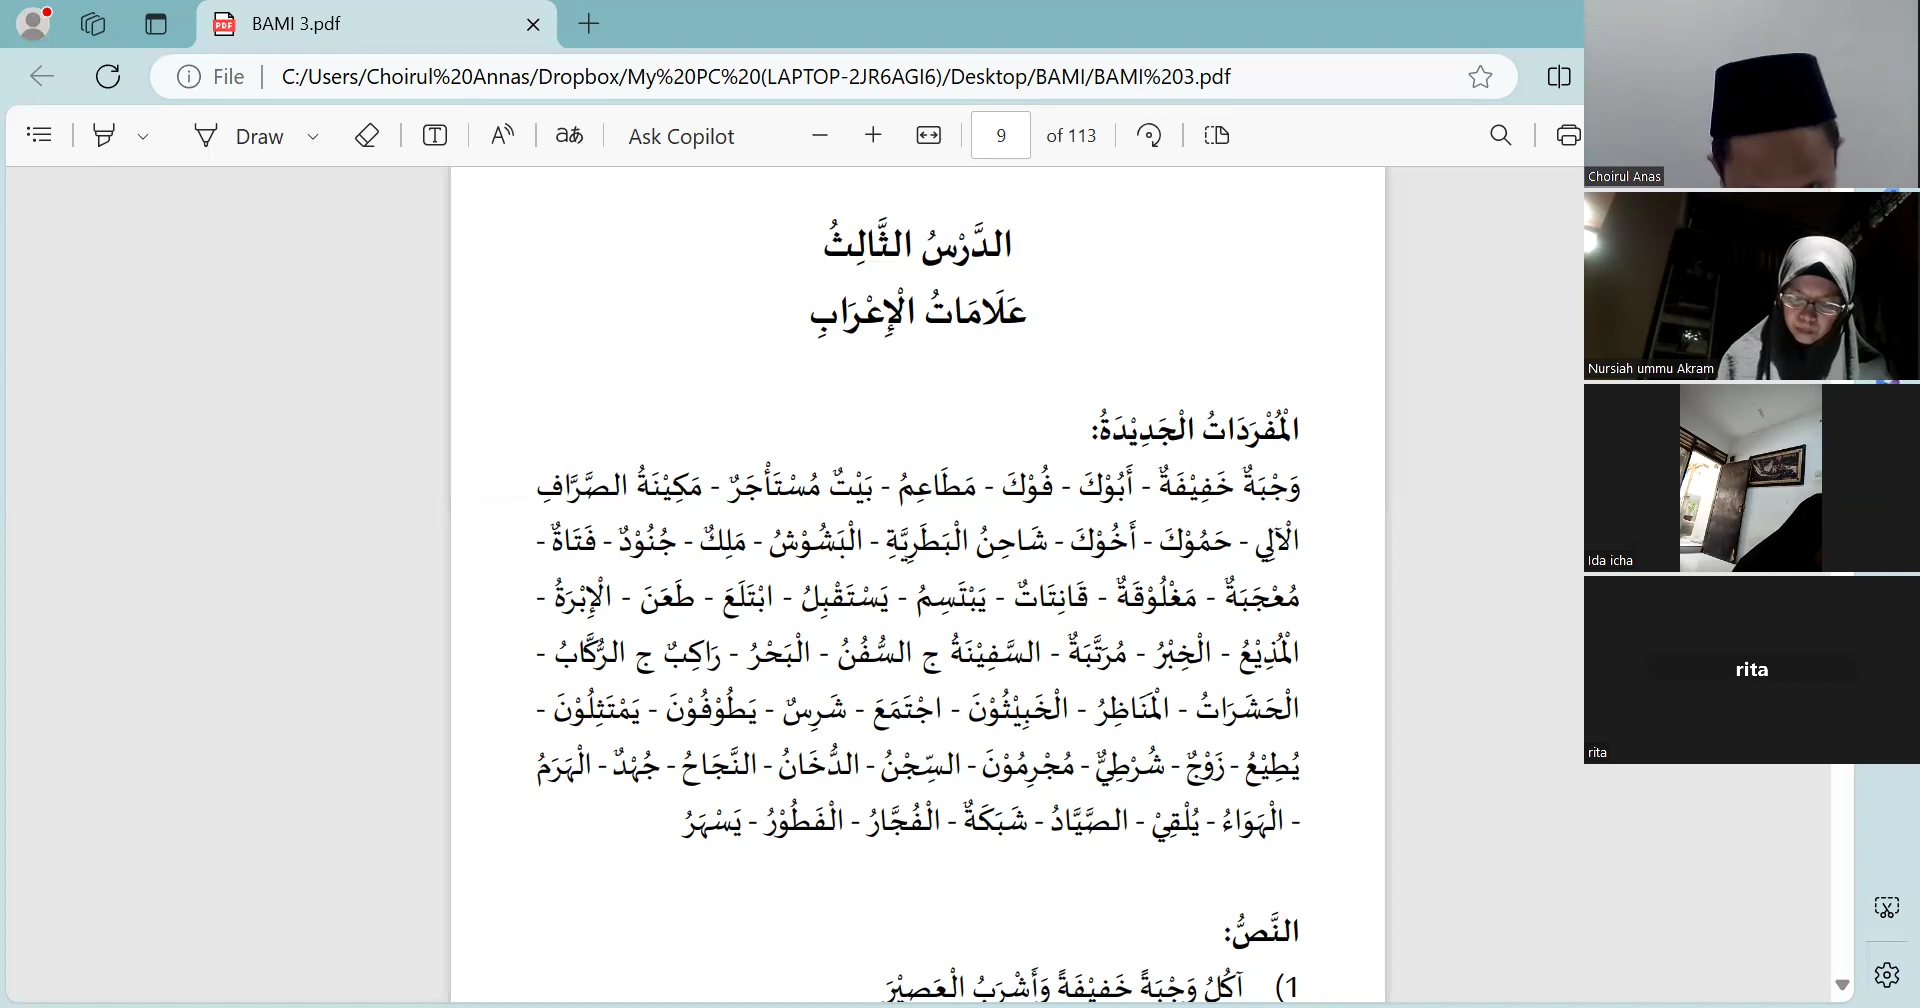 BAMI 3.pdf
File
C:/Users/Choirul%20Annas/Dropbox/My%20PC%20(LAPTOP-2JR6AGI6)/Desktop/BAMI/BAMI%203.pdf
Draw
Ask Copilot
9 of 113
الدَّرْسُ الثَّالِثُ
عَلَامَاتُ الْإِعْرَابِ
الْمُفْرَدَاتُ الْجَدِيْدَةُ:
وَجْبَةٌ خَفِيْفَةٌ - أَبُوْكَ - فُوْكَ - مَطَاعِمُ - بَيْتٌ مُسْتَأْجَرٌ - مَكِيْنَةُ الصَّرَّافِ
الْآلِي - حَمُوْكَ - أَخُوْكَ - شَاحِنُ الْبَطَرِيَّةِ - الْبَشُوْشُ - مَلِكٌ - جُنُوْدٌ - فَتَاةٌ -
مُعْجَبَةٌ - مَغْلُوْقَةٌ - قَانِتَاتٌ - يَبْتَسِمُ - يَسْتَقْبِلُ - ابْتَلَعَ - طَعَنَ - الْإِبْرَةُ -
الْمُذِيْعُ - الْخِبْرُ - مُرَتَّبَةٌ - السَّفِيْنَةُ ج السُّفُنُ - الْبَحْرُ - رَاكِبٌ ج الرُّكَّابُ -
الْحَشَرَاتُ - الْمَنَاظِرُ - الْخَبِيْثُوْنَ - اجْتَمَعَ - شَرِسٌ - يَطُوْفُوْنَ - يَمْتَثِلُوْنَ -
يُطِيْعُ - زَوْجٌ - شُرْطِيٌّ - مُجْرِمُوْنَ - السِّجْنُ - الدُّخَانُ - النَّجَاحُ - جُهْدٌ - الْهَرَمُ
- الْهَوَاءُ - يُلْقِيْ - الصَّيَّادُ - شَبَكَةٌ - الْفُجَّارُ - الْفَطُوْرُ - يَسْهَرُ
النَّصُّ:
1) آكُلُ وَجْبَةً خَفِيْفَةً وَأَشْرَبُ الْعَصِيْرَ
Choirul Anas
Nursiah ummu Akram
Ida icha
rita
rita